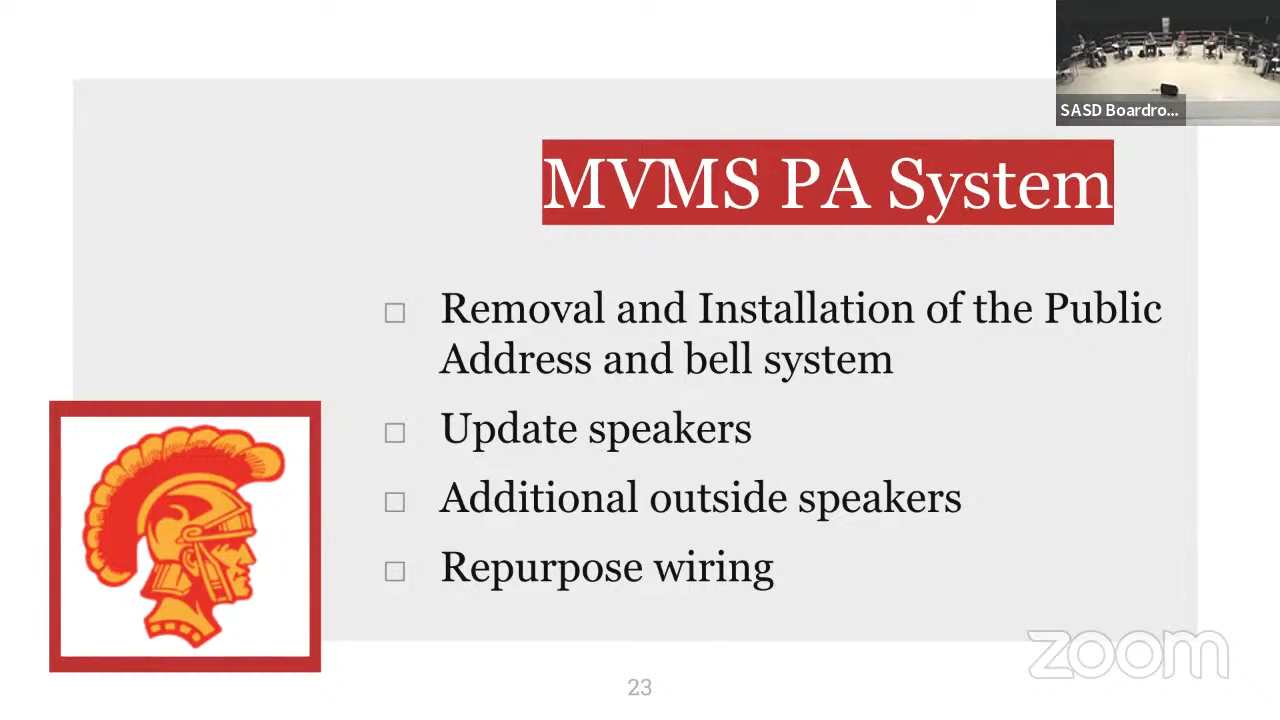 SASD Boardro...
MVMS PA System
□ Removal and Installation of the Public
Address and bell system
□ Update speakers
□ Additional outside speakers
□ Repurpose wiring
zoom
23